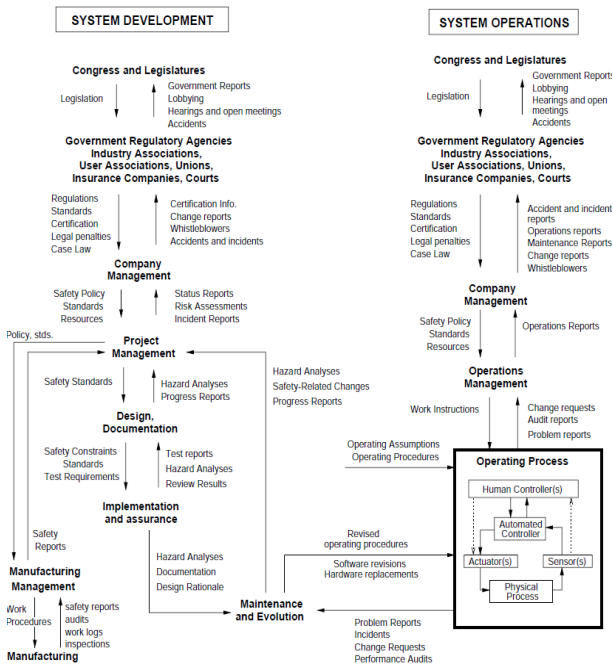 SYSTEM DEVELOPMENT
Congress and Legislatures
Legislation
Government Reports
Lobbying
Hearings and open meetings
Accidents
Government Regulatory Agencies
Industry Associations,
User Associations, Unions,
Insurance Companies, Courts
Regulations
Standards
Certification
Legal penalties
Case Law
Certification Info.
Change reports
Whistleblowers
Accidents and incidents
Company
Management
Safety Policy
Standards
Resources
Status Reports
Risk Assessments
Incident Reports
Policy, stds.
Project
Management
Safety Standards
Hazard Analyses
Progress Reports
Hazard Analyses
Safety-Related Changes
Progress Reports
Design,
Documentation
Safety Constraints
Standards
Test Requirements
Test reports
Hazard Analyses
Review Results
Implementation
and assurance
Safety
Reports
Hazard Analyses
Documentation
Design Rationale
Manufacturing
Management
Work
Procedures
safety reports
audits
work logs
inspections
Manufacturing
Maintenance
and Evolution
SYSTEM OPERATIONS
Congress and Legislatures
Legislation
Government Reports
Lobbying
Hearings and open
meetings
Accidents
Government Regulatory Agencies
Industry Associations,
User Associations, Unions,
Insurance Companies, Courts
Regulations
Standards
Certification
Legal penalties
Case Law
Accident and incident
reports
Operations reports
Maintenance Reports
Change reports
Whistleblowers
Company
Management
Safety Policy
Standards
Resources
Operations Reports
Operations
Management
Work Instructions
Change requests
Audit reports
Problem reports
Operating Assumptions
Operating Procedures
Operating Process
Human Controller(s)
Automated
Controller
Actuator(s)
Sensor(s)
Physical
Process
Revised
operating procedures
Software revisions
Hardware replacements
Problem Reports
Incidents
Change Requests
Performance Audits